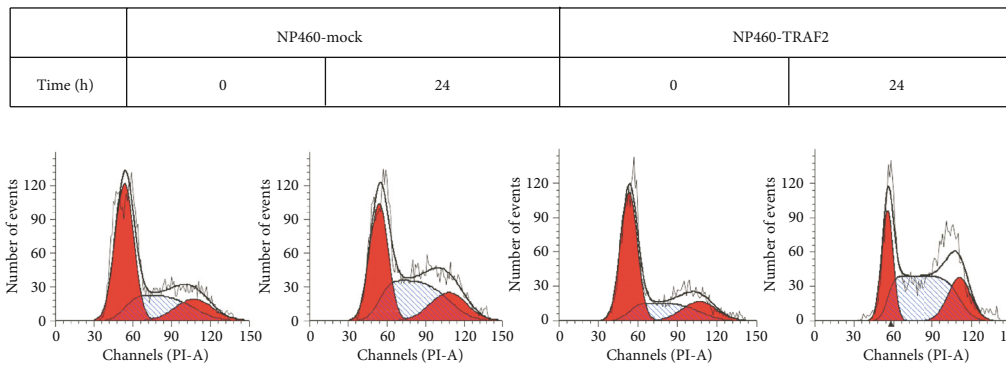 NP460-mock NP460-TRAF2
Time (h) 0 24 0 24
120 120 120 120
90 90 90 90
60 60 60 60
30 30 30 30
0 0 0 0
Number of events Number of events Number of events Number of events
0 30 60 90 120 150 0 30 60 90 120 150 0 30 60 90 120 150 0 30 60 90 120
Channels (PI-A) Channels (PI-A) Channels (PI-A) Channels (PI-A)